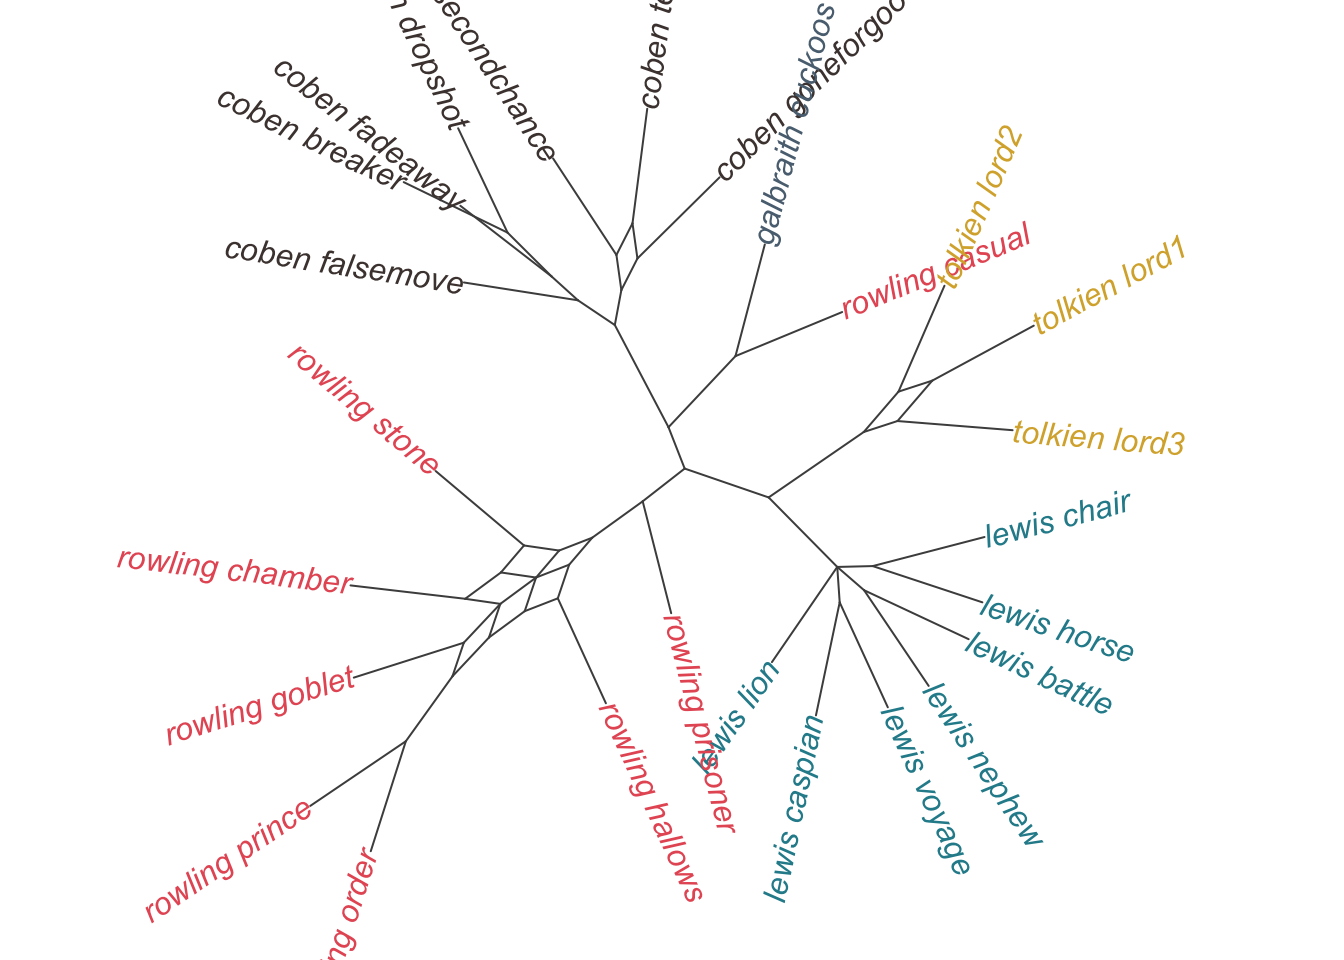 dropshot
secondchance
coben
coben goneforgoo
galbraith cuckoos
coben fadeaway
coben breaker
coben falsemove
tolkien lord2
rowling casual
tolkien lord1
tolkien lord3
rowling stone
lewis chair
rowling chamber
lewis horse
lewis battle
rowling goblet
lewis lion
rowling prisoner
lewis nephew
lewis voyage
lewis caspian
rowling hallows
rowling prince
ng order